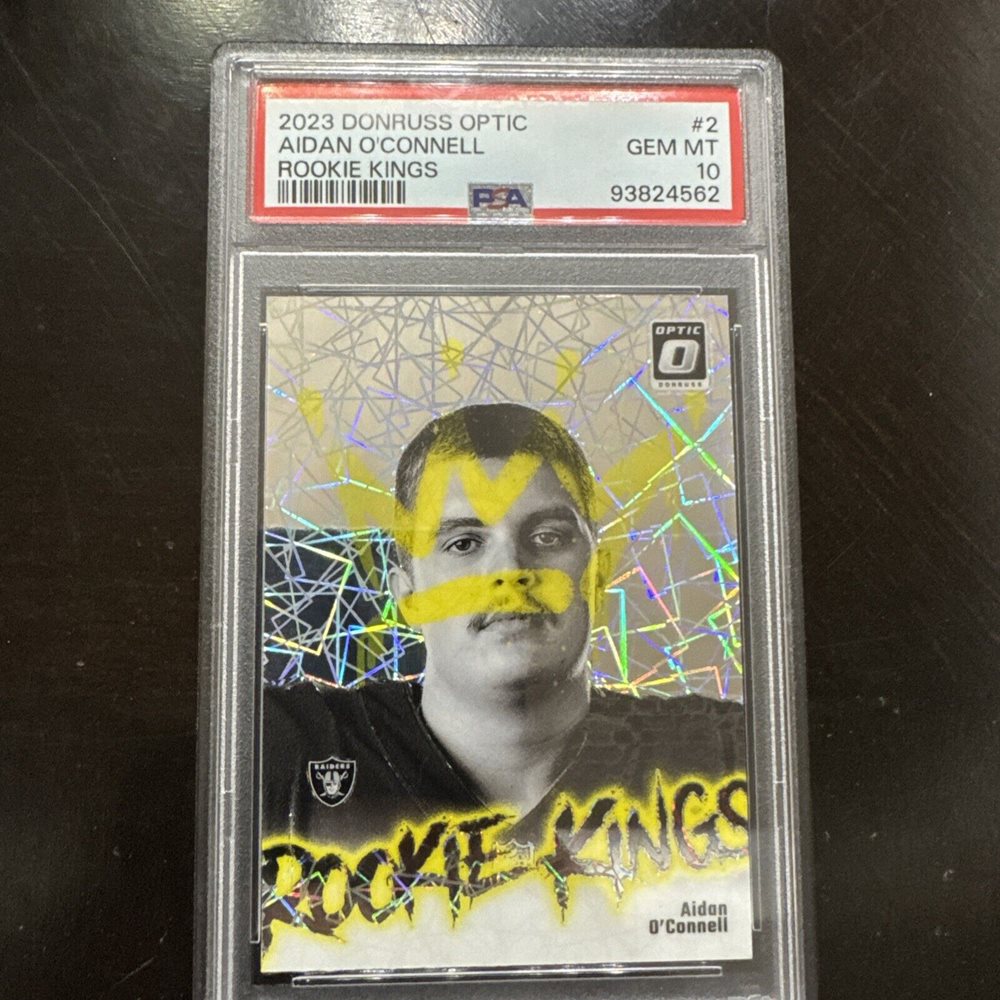 2023 DONRUSS OPTIC #2
AIDAN O'CONNELL GEM MT
ROOKIE KINGS 10
PSA 93824562
OPTIC
O
DONRUSS
RAIDERS
ROOKIE KINGS
Aidan
O'Connell